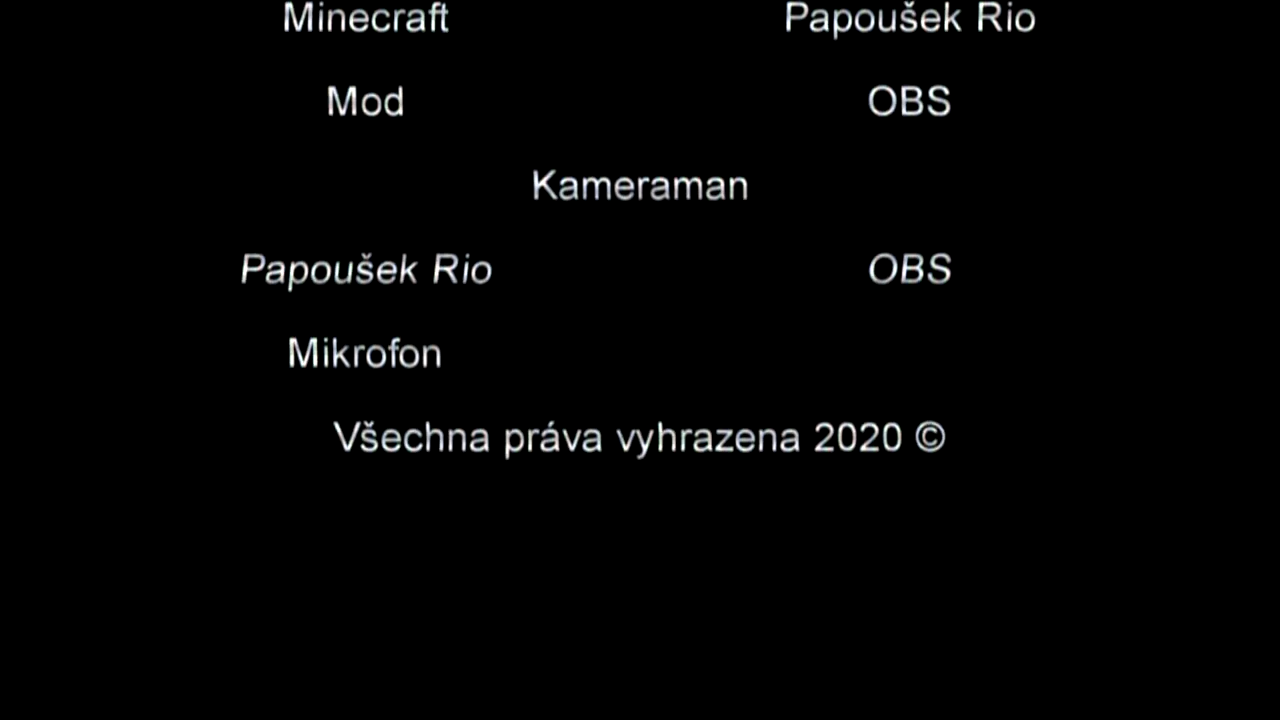 Minecraft Papoušek Rio
Mod OBS
Kameraman
Papoušek Rio OBS
Mikrofon
Všechna práva vyhrazena 2020 ©